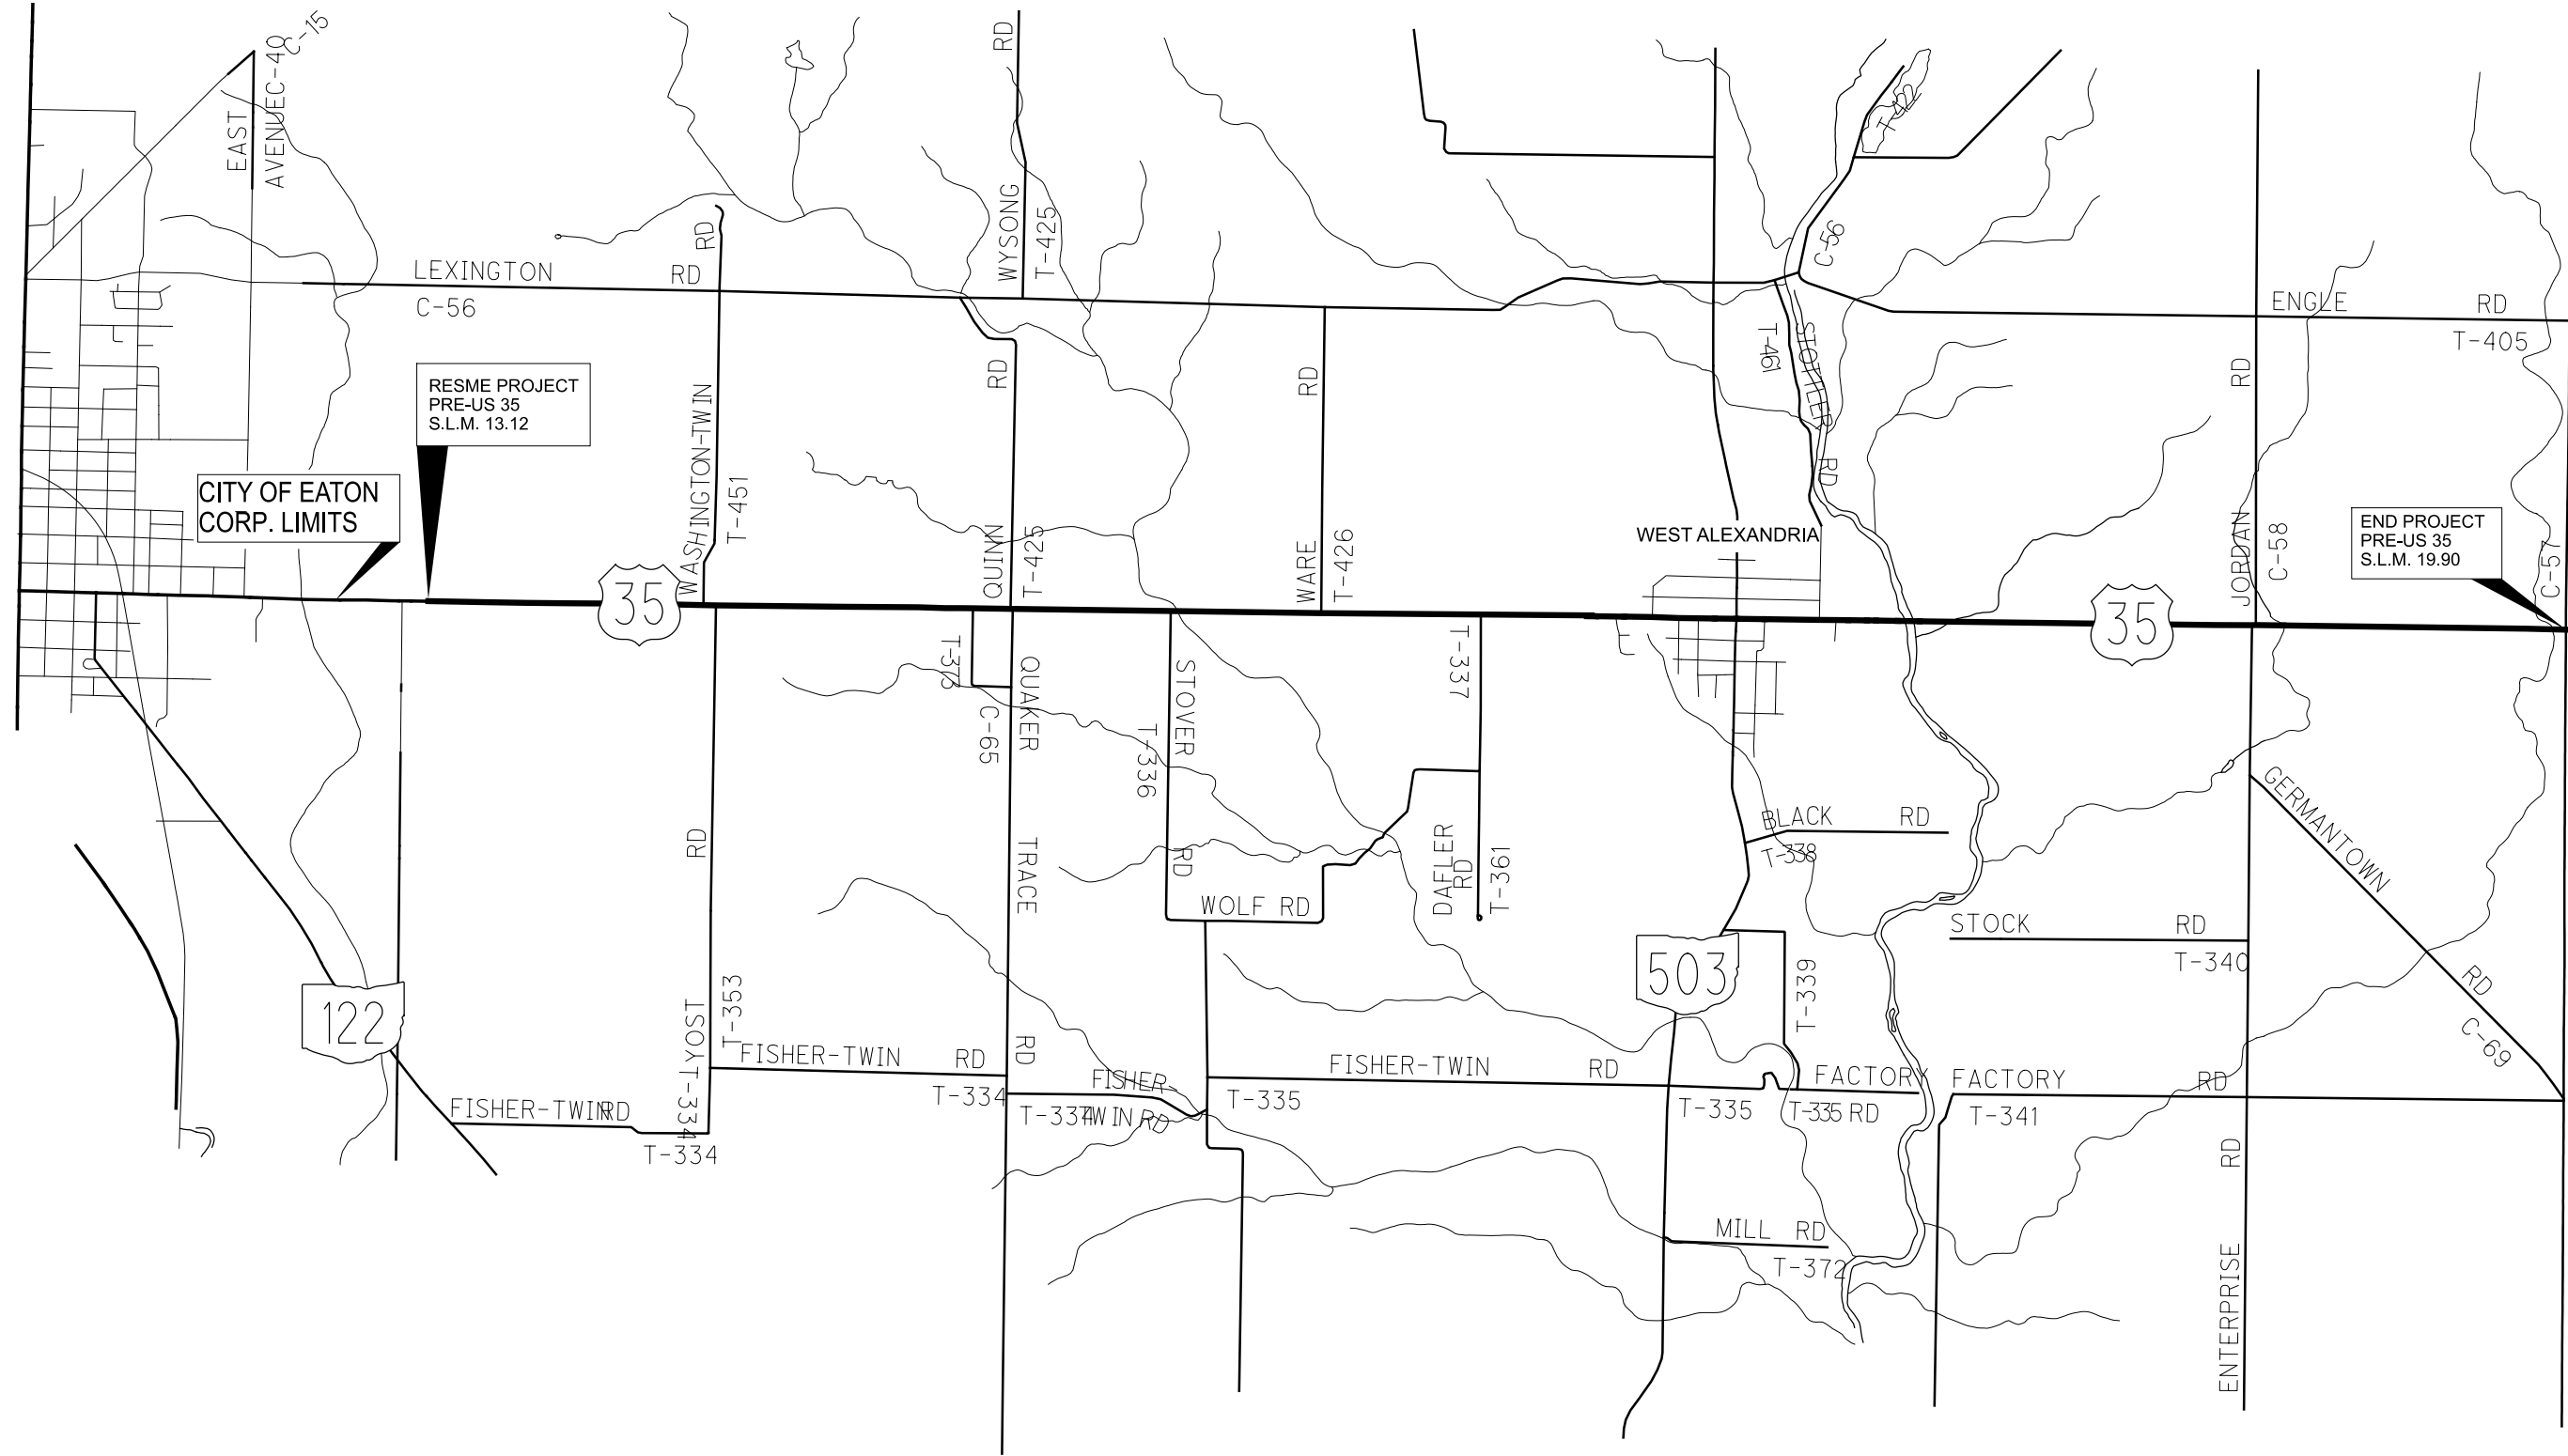 C-15
EAST
AVENUE
C-40
RD
WYSONG
T-425
RD
T-42
C-56
LEXINGTON RD
C-56
ENGLE RD
T-405
T-461
STOTLER
RD
RESME PROJECT
PRE-US 35
S.L.M. 13.12
CITY OF EATON
CORP. LIMITS
WASHINGTON-TWIN
T-451
RD
QUINN
T-425
RD
WARE
T-426
WEST ALEXANDRIA
RD
JORDAN
C-58
END PROJECT
PRE-US 35
S.L.M. 19.90
C-57
35
35
C-65
QUAKER
TRACE
RD
STOVER
RD
T-336
T-337
DAFLER
RD
T-361
WOLF RD
BLACK RD
T-338
GERMANTOWN
RD
C-69
STOCK RD
T-340
503
T-339
122
RD
YOST
T-353
T-334
FISHER-TWIN RD
T-334
FISHER-TWIN RD
T-334
FISHER-
TWIN RD
T-334
FISHER-TWIN RD
T-335
T-335
FACTORY
T-335 RD
FACTORY RD
T-341
MILL RD
T-372
RD
ENTERPRISE